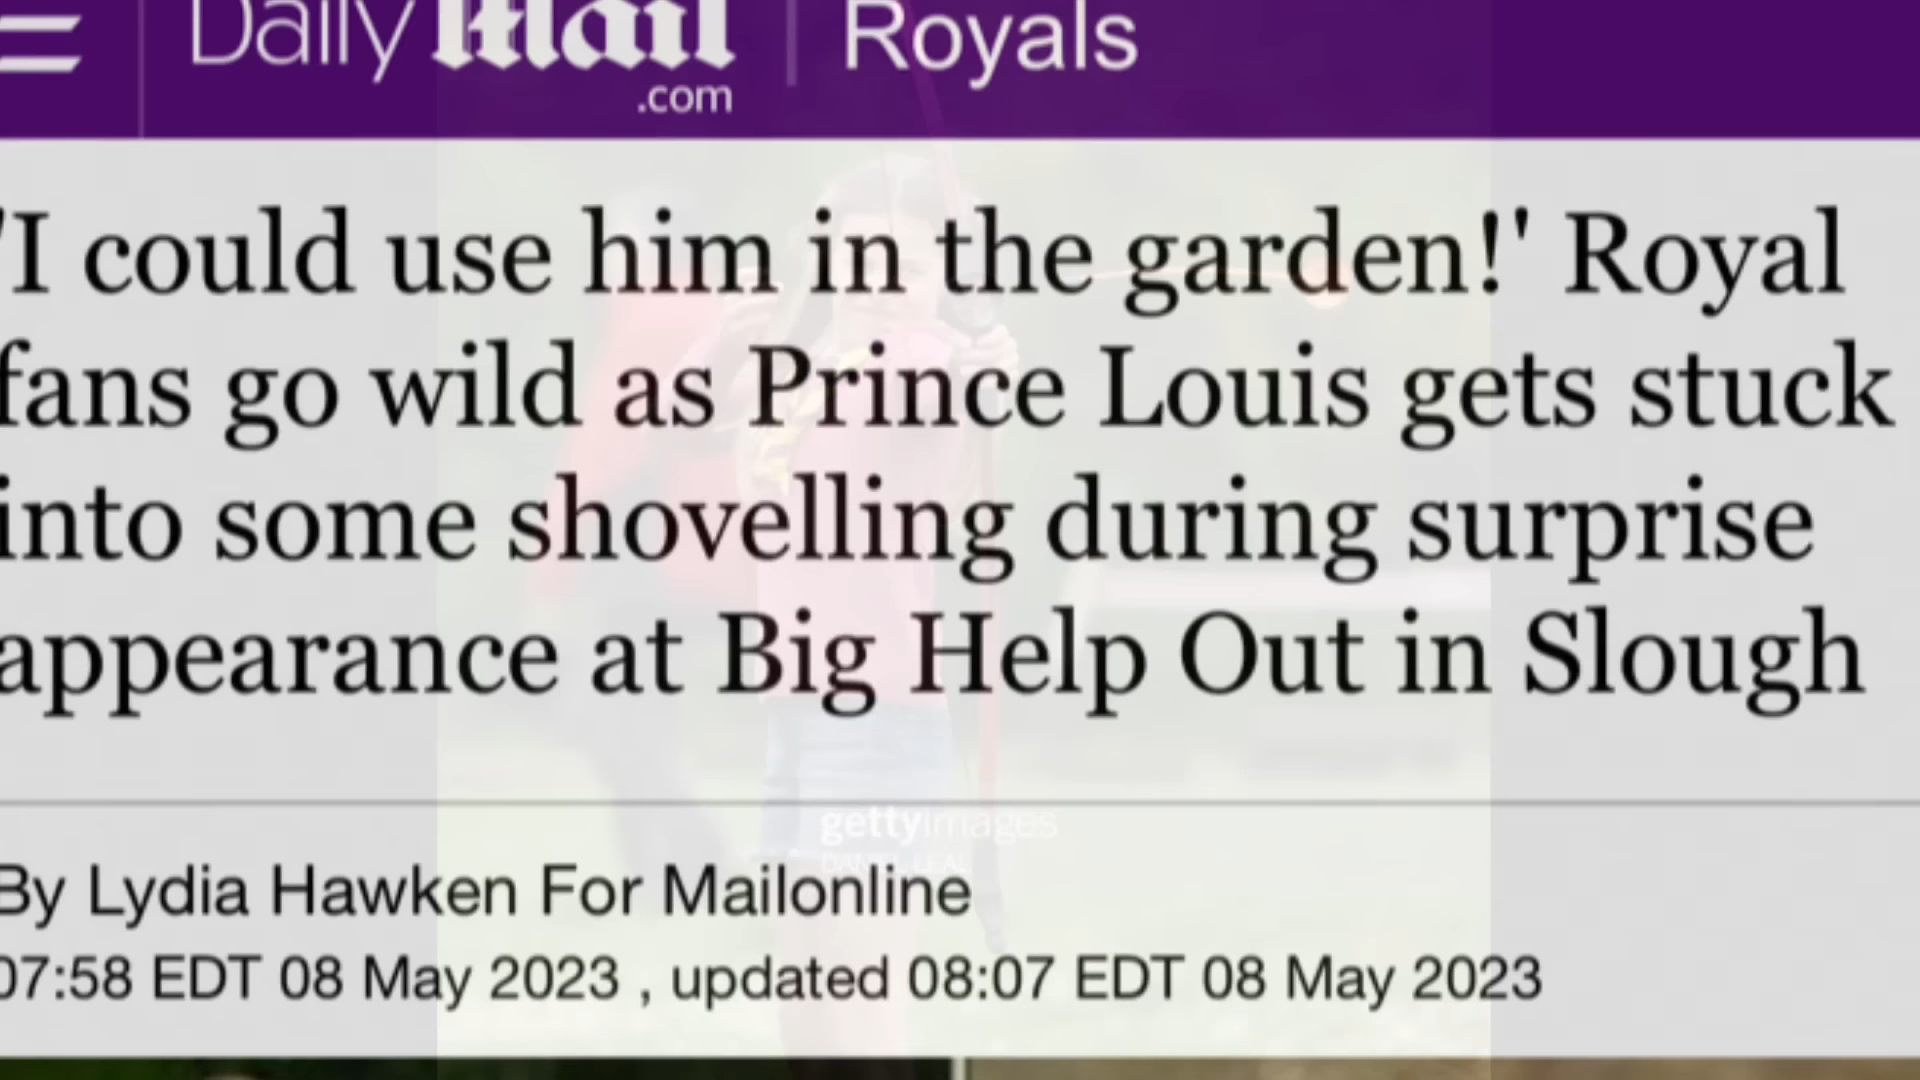 Daily Mail | Royals
.com
'I could use him in the garden!' Royal
fans go wild as Prince Louis gets stuck
into some shovelling during surprise
appearance at Big Help Out in Slough
gettyimages
DANIEL LEAL
By Lydia Hawken For Mailonline
07:58 EDT 08 May 2023 , updated 08:07 EDT 08 May 2023